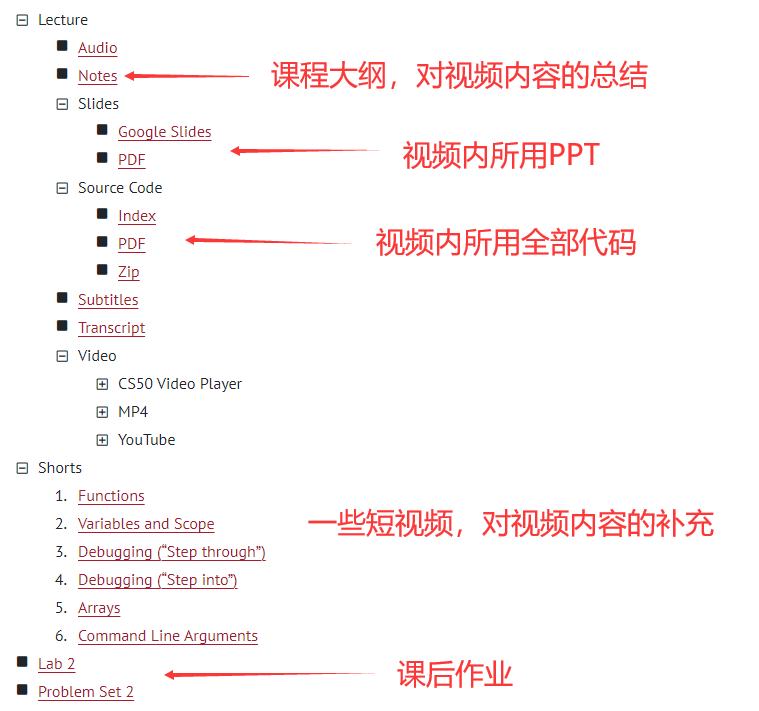 Lecture
Audio
Notes 课程大纲，对视频内容的总结
Slides
Google Slides
视频内所用PPT
PDF
Source Code
Index
PDF 视频内所用全部代码
Zip
Subtitles
Transcript
Video
CS50 Video Player
MP4
YouTube
Shorts
1. Functions
2. Variables and Scope 一些短视频，对视频内容的补充
3. Debugging (“Step through”)
4. Debugging (“Step into”)
5. Arrays
6. Command Line Arguments
Lab 2
课后作业
Problem Set 2